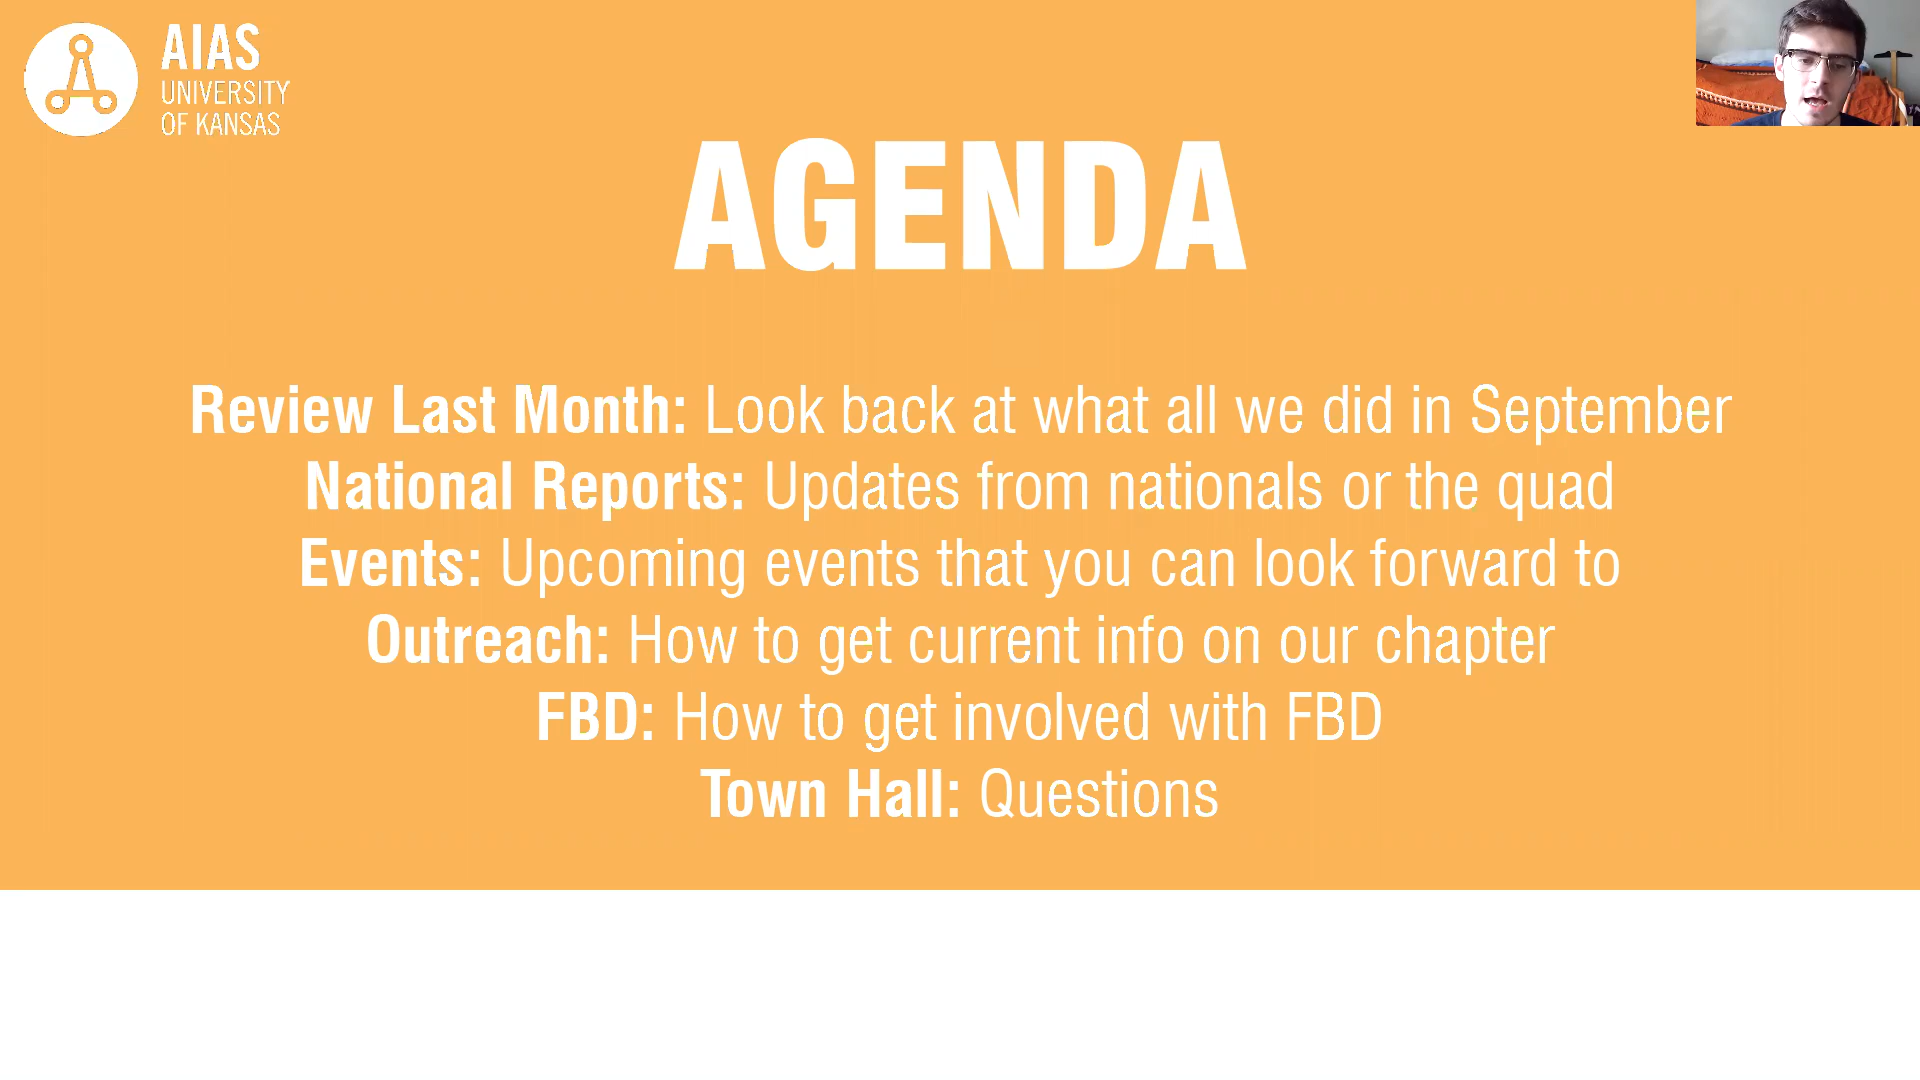 AIAS
UNIVERSITY
OF KANSAS
AGENDA
Review Last Month: Look back at what all we did in September
National Reports: Updates from nationals or the quad
Events: Upcoming events that you can look forward to
Outreach: How to get current info on our chapter
FBD: How to get involved with FBD
Town Hall: Questions